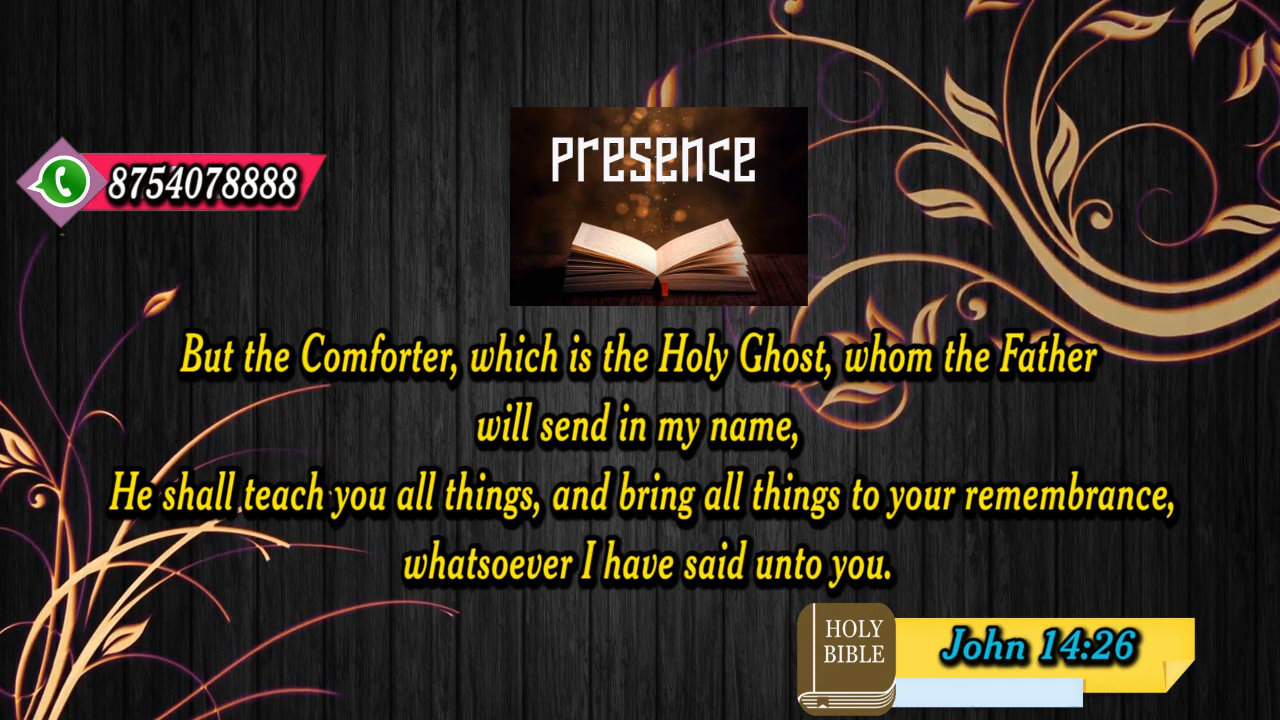 presence
8754078888
But the Comforter, which is the Holy Ghost, whom the Father
will send in my name,
He shall teach you all things, and bring all things to your remembrance,
whatsoever I have said unto you.
HOLY
BIBLE
John 14:26